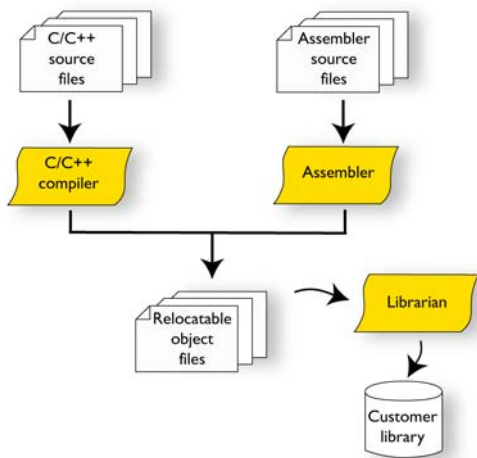 C/C++
source
files
Assembler
source
files
C/C++
compiler
Assembler
Relocatable
object
files
Librarian
Customer
library